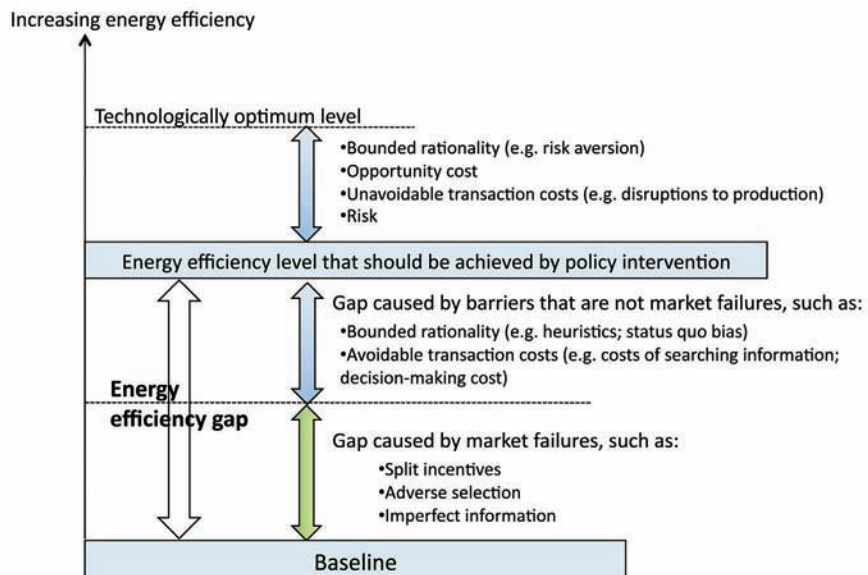 Increasing energy efficiency
Technologically optimum level
•Bounded rationality (e.g. risk aversion)
•Opportunity cost
•Unavoidable transaction costs (e.g. disruptions to production)
•Risk
Energy efficiency level that should be achieved by policy intervention
Gap caused by barriers that are not market failures, such as:
•Bounded rationality (e.g. heuristics; status quo bias)
•Avoidable transaction costs (e.g. costs of searching information;
decision-making cost)
Energy
efficiency gap
Gap caused by market failures, such as:
•Split incentives
•Adverse selection
•Imperfect information
Baseline